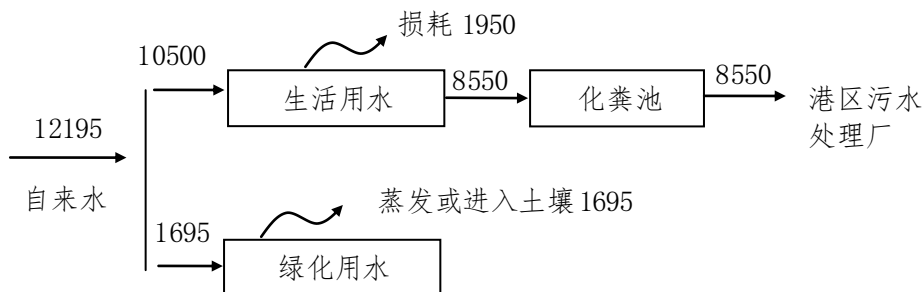 损耗 1950
10500
生活用水
8550
化粪池
8550
港区污水
处理厂
12195
自来水
蒸发或进入土壤 1695
1695
绿化用水